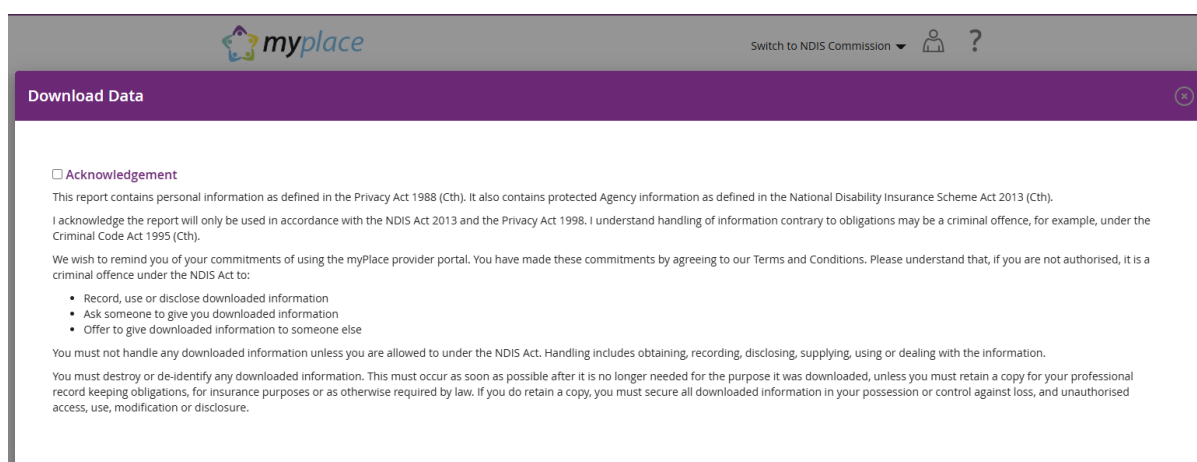 myplace
Switch to NDIS Commission
?
Download Data
Acknowledgement
This report contains personal information as defined in the Privacy Act 1988 (Cth). It also contains protected Agency information as defined in the National Disability Insurance Scheme Act 2013 (Cth).
I acknowledge the report will only be used in accordance with the NDIS Act 2013 and the Privacy Act 1998. I understand handling of information contrary to obligations may be a criminal offence, for example, under the
Criminal Code Act 1995 (Cth).
We wish to remind you of your commitments of using the myPlace provider portal. You have made these commitments by agreeing to our Terms and Conditions. Please understand that, if you are not authorised, it is a
criminal offence under the NDIS Act to:
• Record, use or disclose downloaded information
• Ask someone to give you downloaded information
• Offer to give downloaded information to someone else
You must not handle any downloaded information unless you are allowed to under the NDIS Act. Handling includes obtaining, recording, disclosing, supplying, using or dealing with the information.
You must destroy or de-identify any downloaded information. This must occur as soon as possible after it is no longer needed for the purpose it was downloaded, unless you must retain a copy for your professional
record keeping obligations, for insurance purposes or as otherwise required by law. If you do retain a copy, you must secure all downloaded information in your possession or control against loss, and unauthorised
access, use, modification or disclosure.